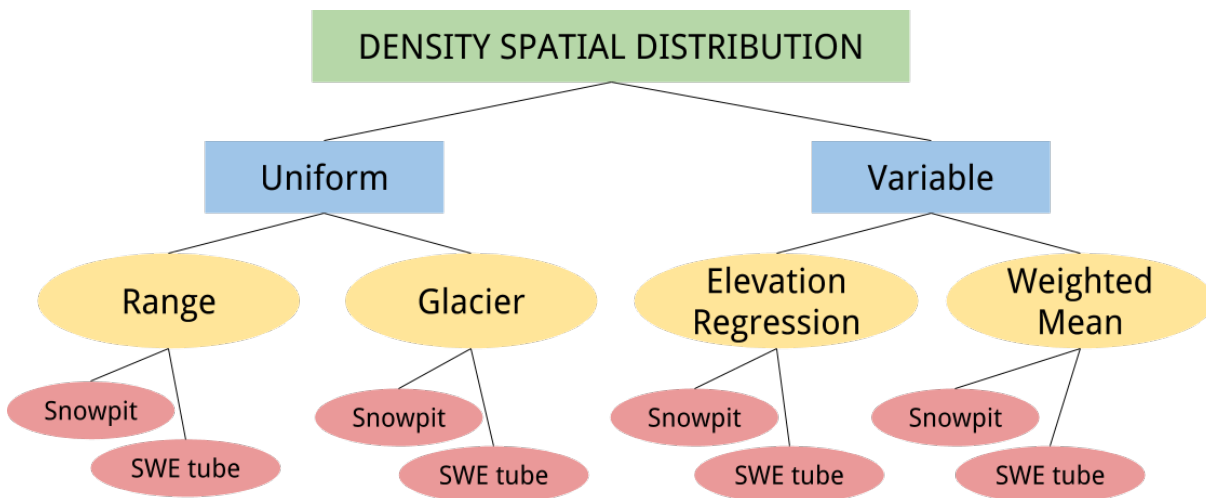 DENSITY SPATIAL DISTRIBUTION
Uniform
Variable
Range
Glacier
Elevation
Regression
Weighted
Mean
Snowpit
SWE tube
Snowpit
SWE tube
Snowpit
SWE tube
Snowpit
SWE tube